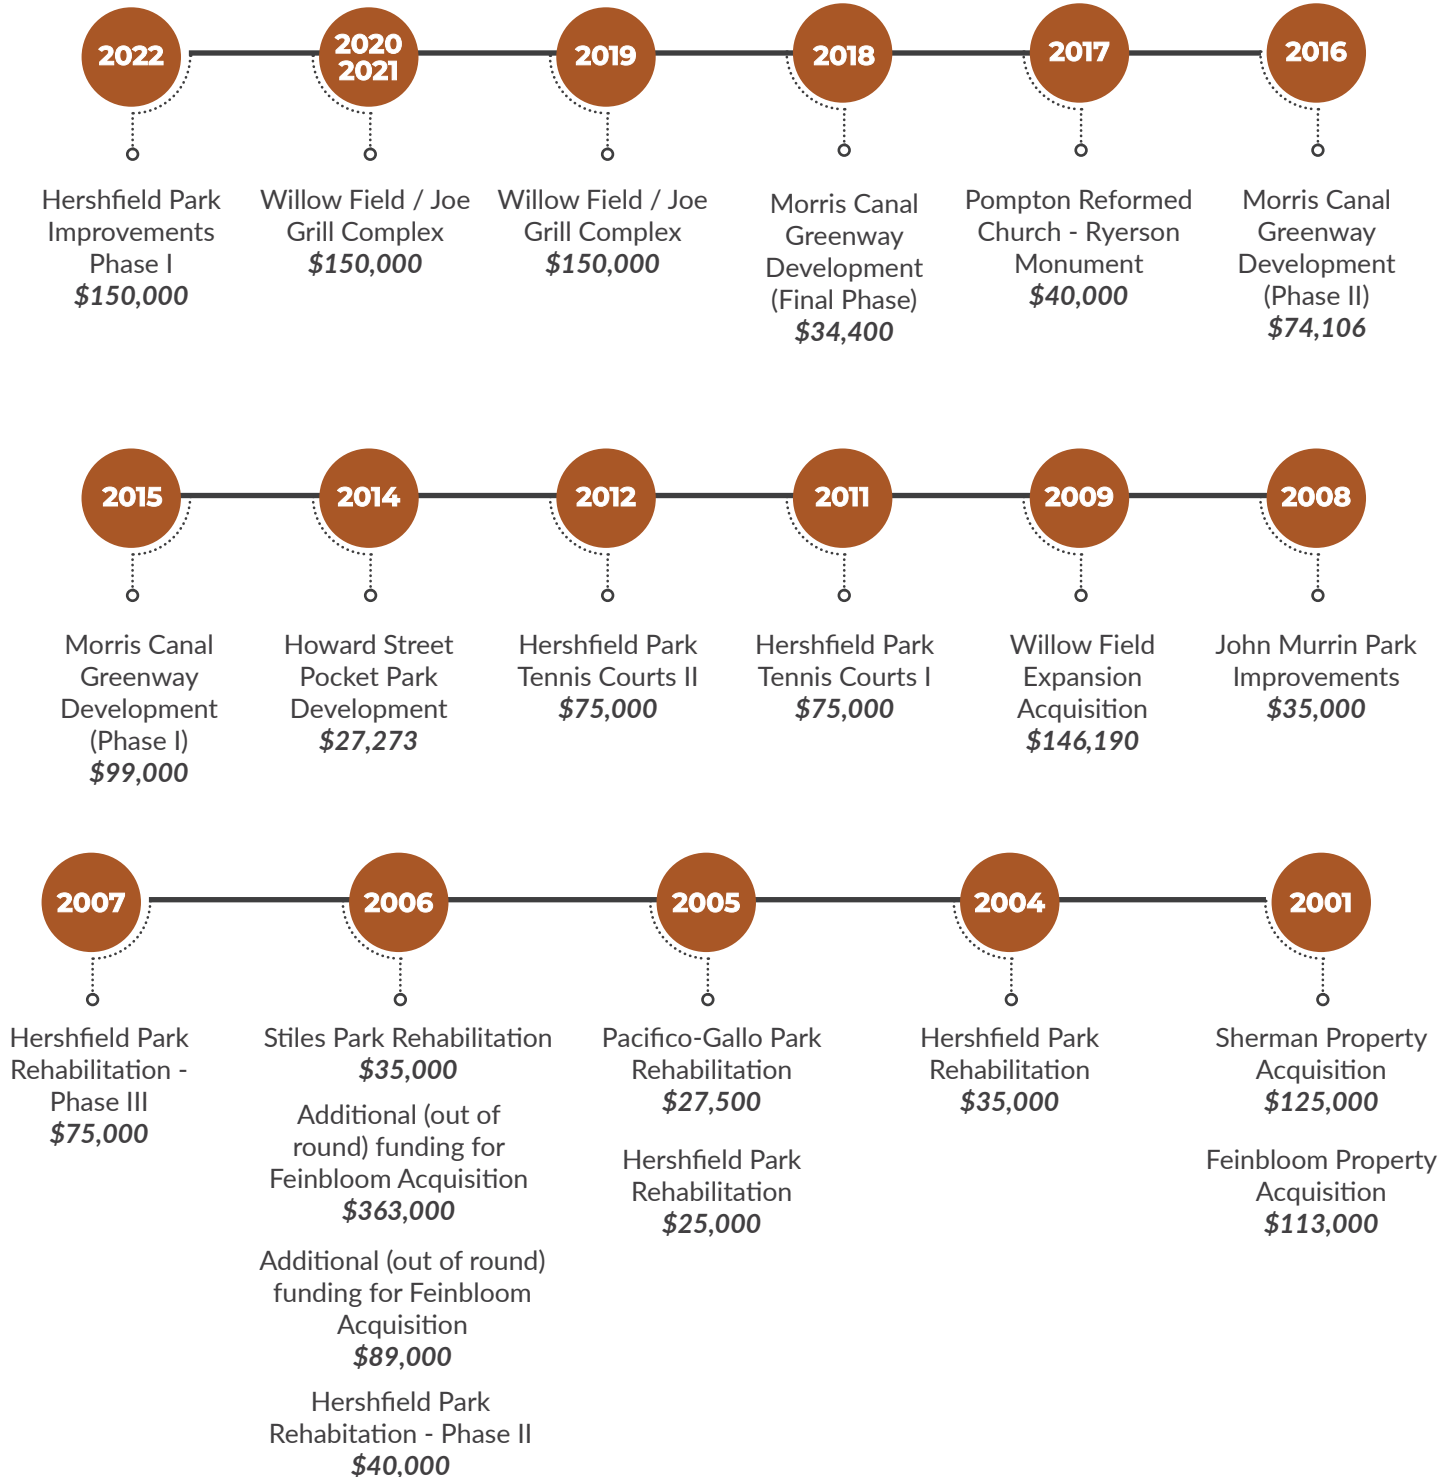 2022
2020
2021
2019
2018
2017
2016
Hershfield Park
Improvements
Phase I
$150,000
Willow Field / Joe
Grill Complex
$150,000
Willow Field / Joe
Grill Complex
$150,000
Morris Canal
Greenway
Development
(Final Phase)
$34,400
Pompton Reformed
Church - Ryerson
Monument
$40,000
Morris Canal
Greenway
Development
(Phase II)
$74,106
2015
2014
2012
2011
2009
2008
Morris Canal
Greenway
Development
(Phase I)
$99,000
Howard Street
Pocket Park
Development
$27,273
Hershfield Park
Tennis Courts II
$75,000
Hershfield Park
Tennis Courts I
$75,000
Willow Field
Expansion
Acquisition
$146,190
John Murrin Park
Improvements
$35,000
2007
2006
2005
2004
2001
Hershfield Park
Rehabilitation -
Phase III
$75,000
Stiles Park Rehabilitation
$35,000
Additional (out of
round) funding for
Feinbloom Acquisition
$363,000
Additional (out of round)
funding for Feinbloom
Acquisition
$89,000
Hershfield Park
Rehabitation - Phase II
$40,000
Pacifico-Gallo Park
Rehabilitation
$27,500
Hershfield Park
Rehabilitation
$25,000
Hershfield Park
Rehabilitation
$35,000
Sherman Property
Acquisition
$125,000
Feinbloom Property
Acquisition
$113,000